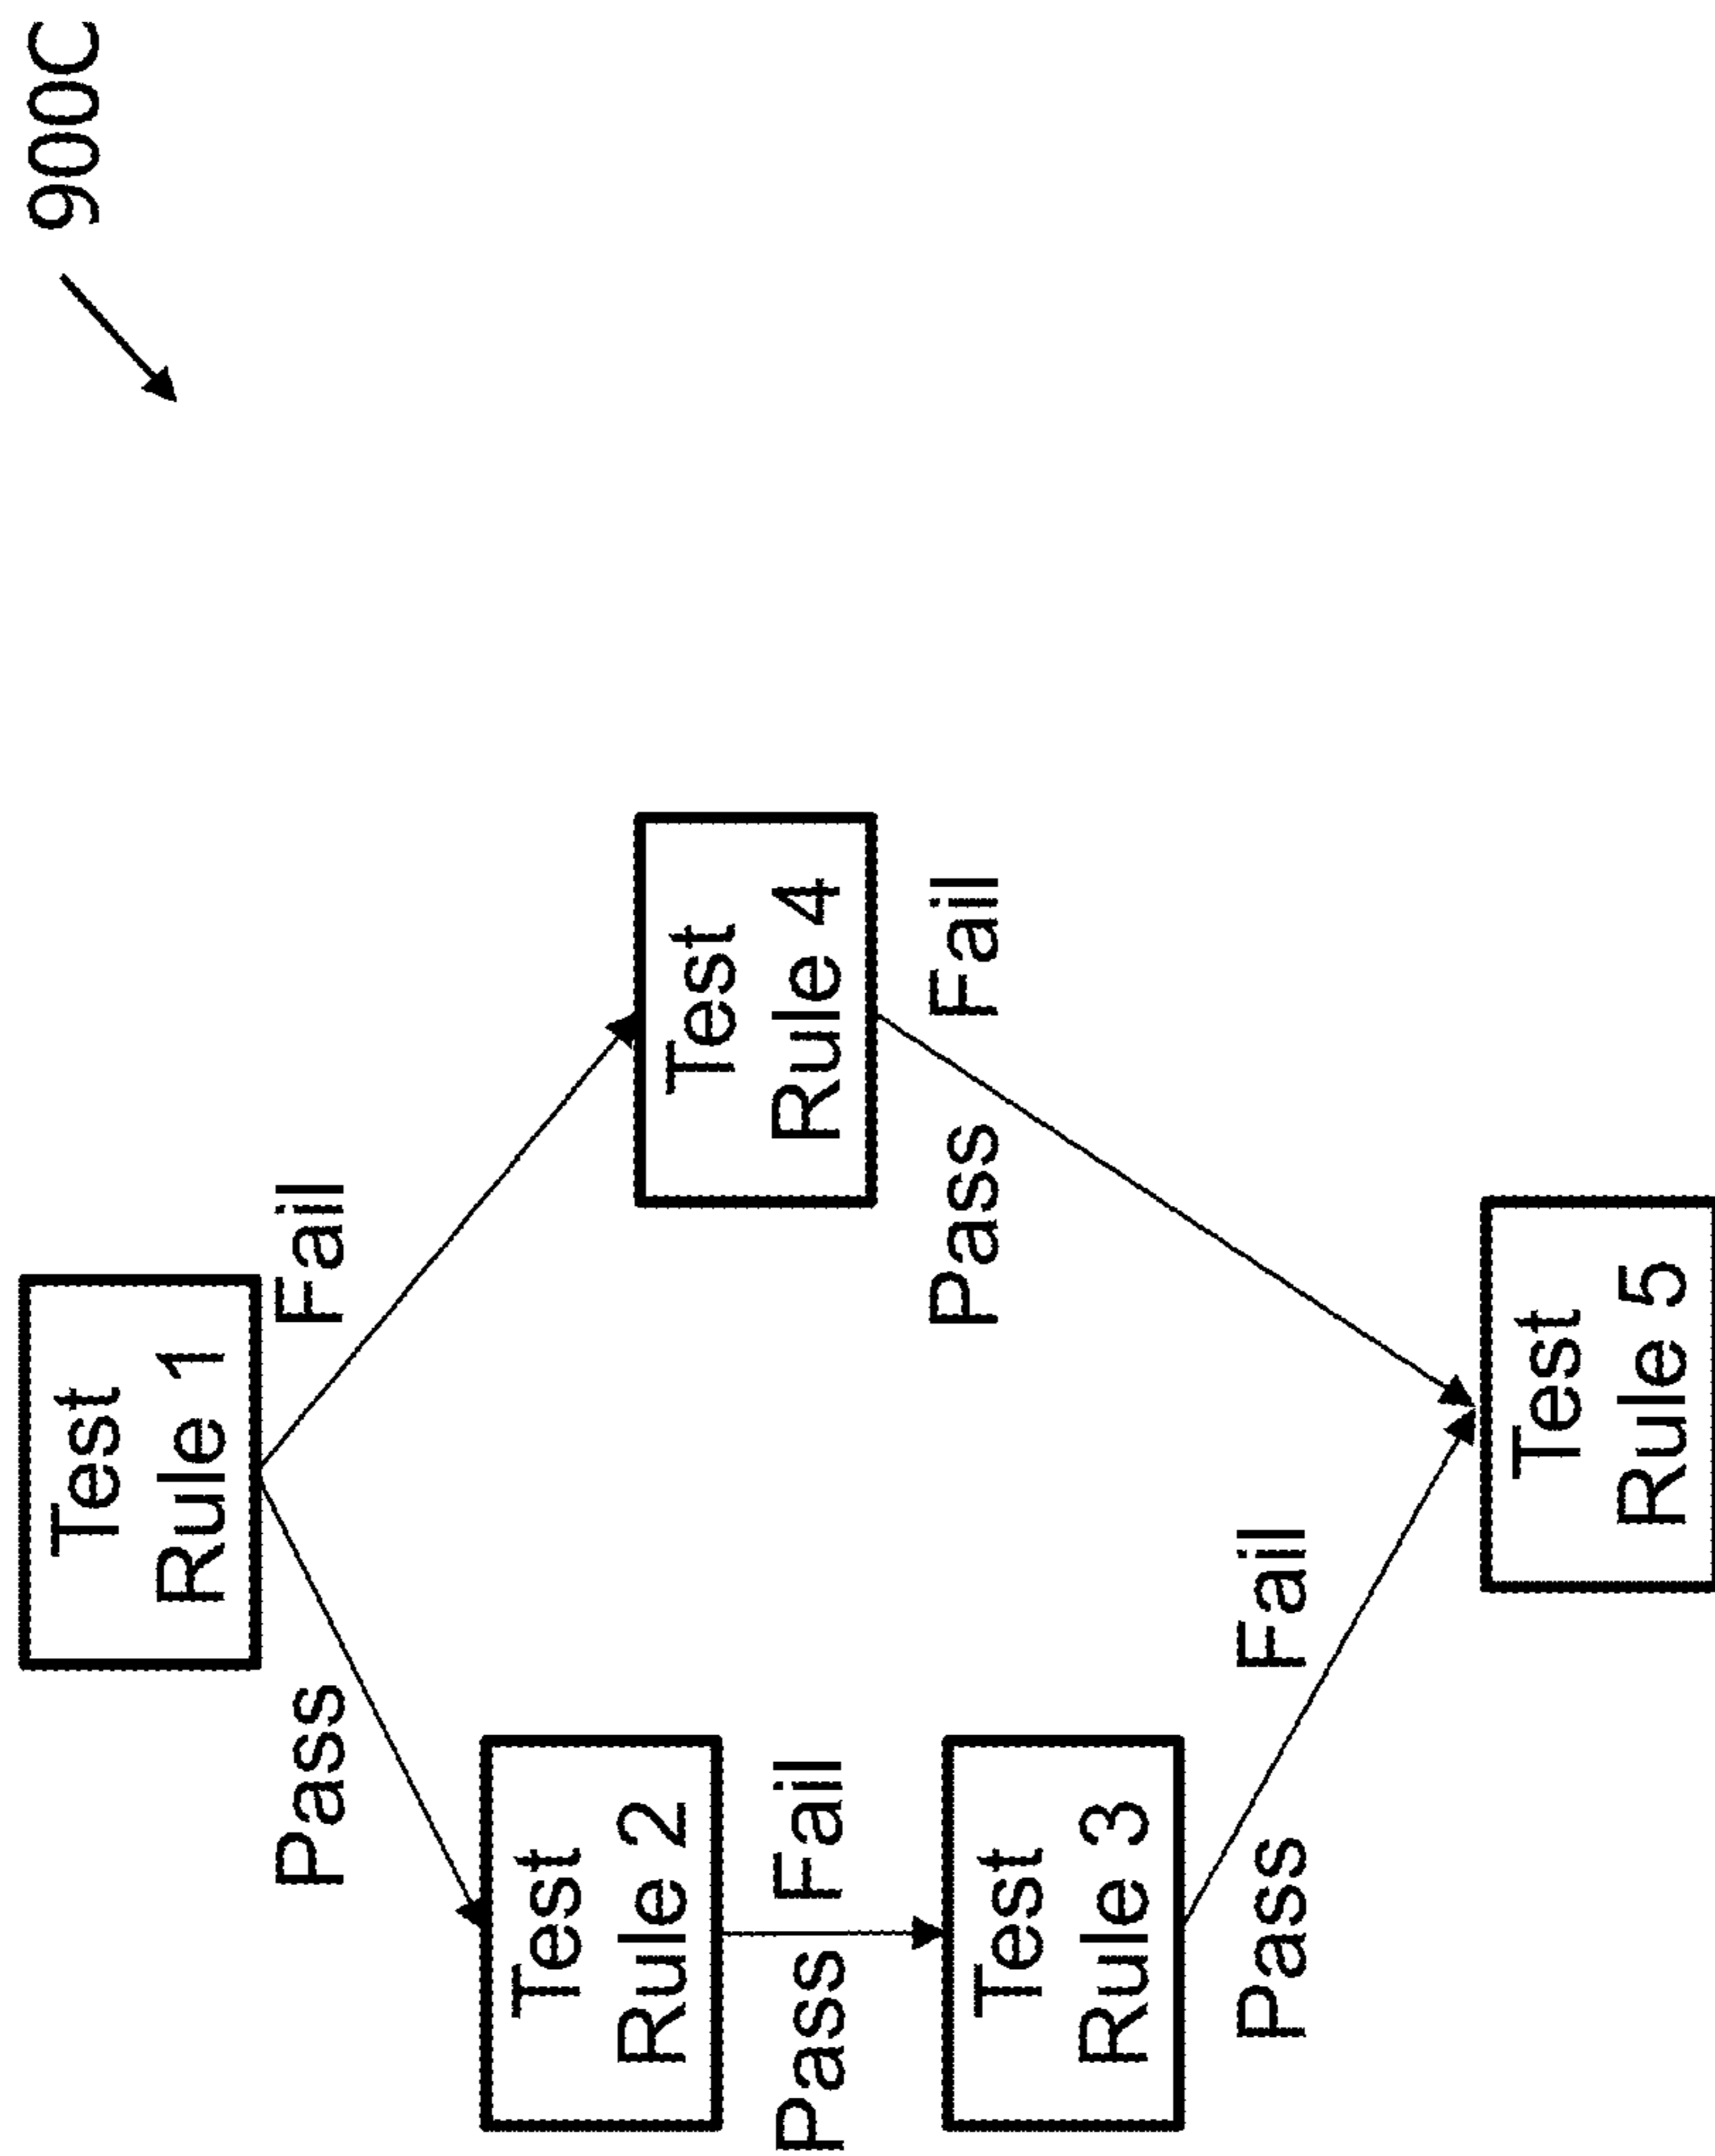 900C
Test
Rule 1
Pass
Fail
Test
Rule 2
Test
Rule 4
Pass
Fail
Pass
Fail
Test
Rule 3
Pass
Fail
Test
Rule 5